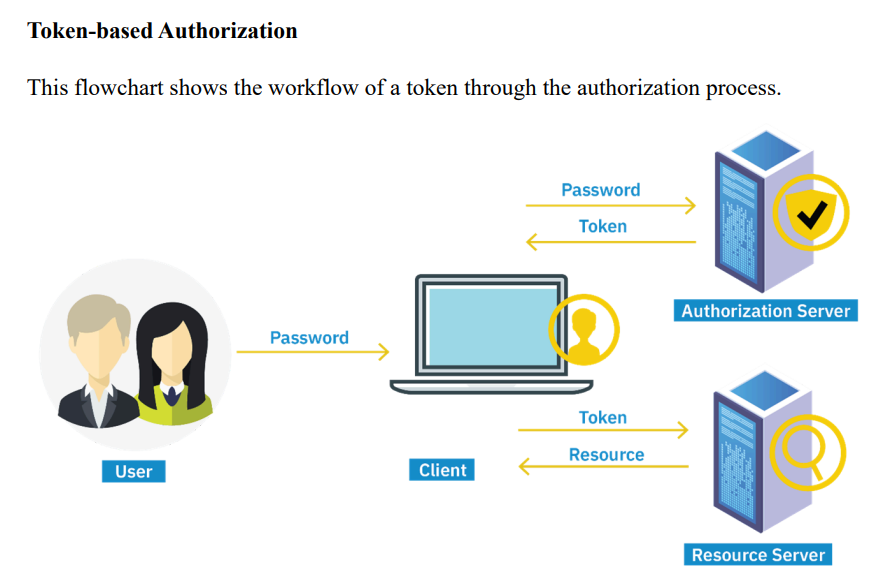 Token-based Authorization
This flowchart shows the workflow of a token through the authorization process.
Password
Token
Authorization Server
Password
Token
Resource
User
Client
Resource Server